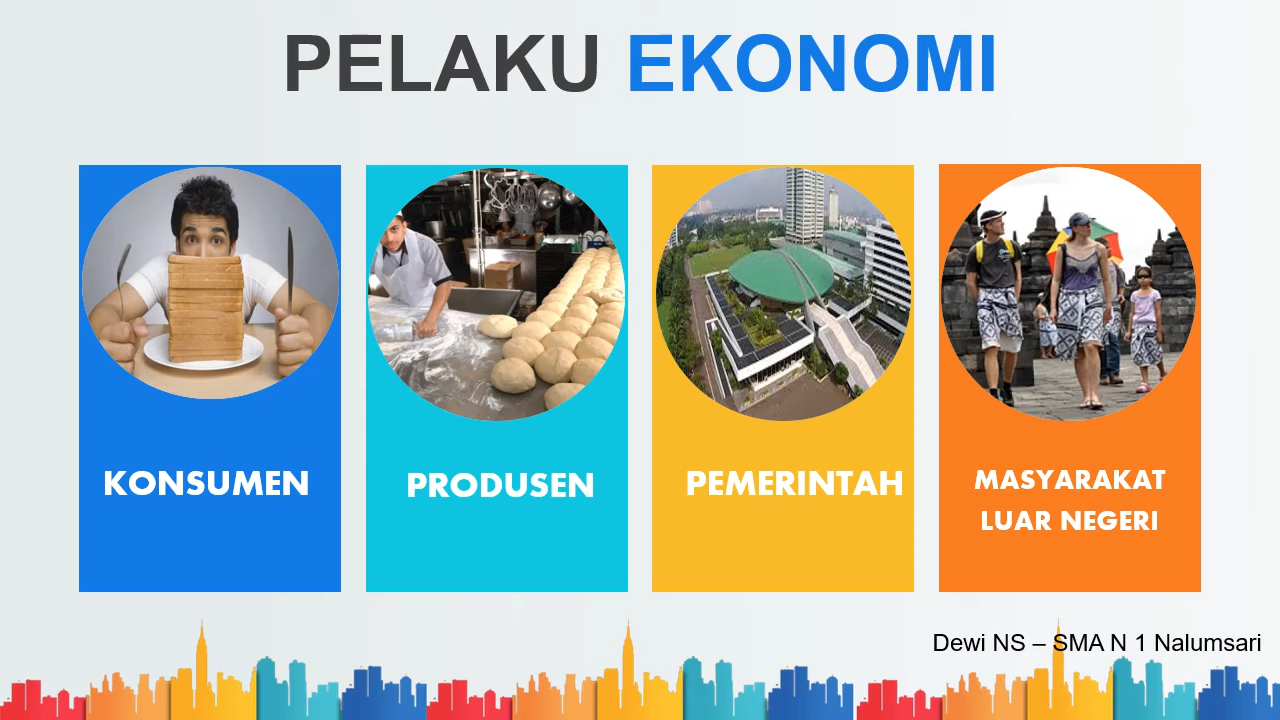 PELAKU EKONOMI
KONSUMEN
PRODUSEN
PEMERINTAH
MASYARAKAT
LUAR NEGERI
Dewi NS – SMA N 1 Nalumsari